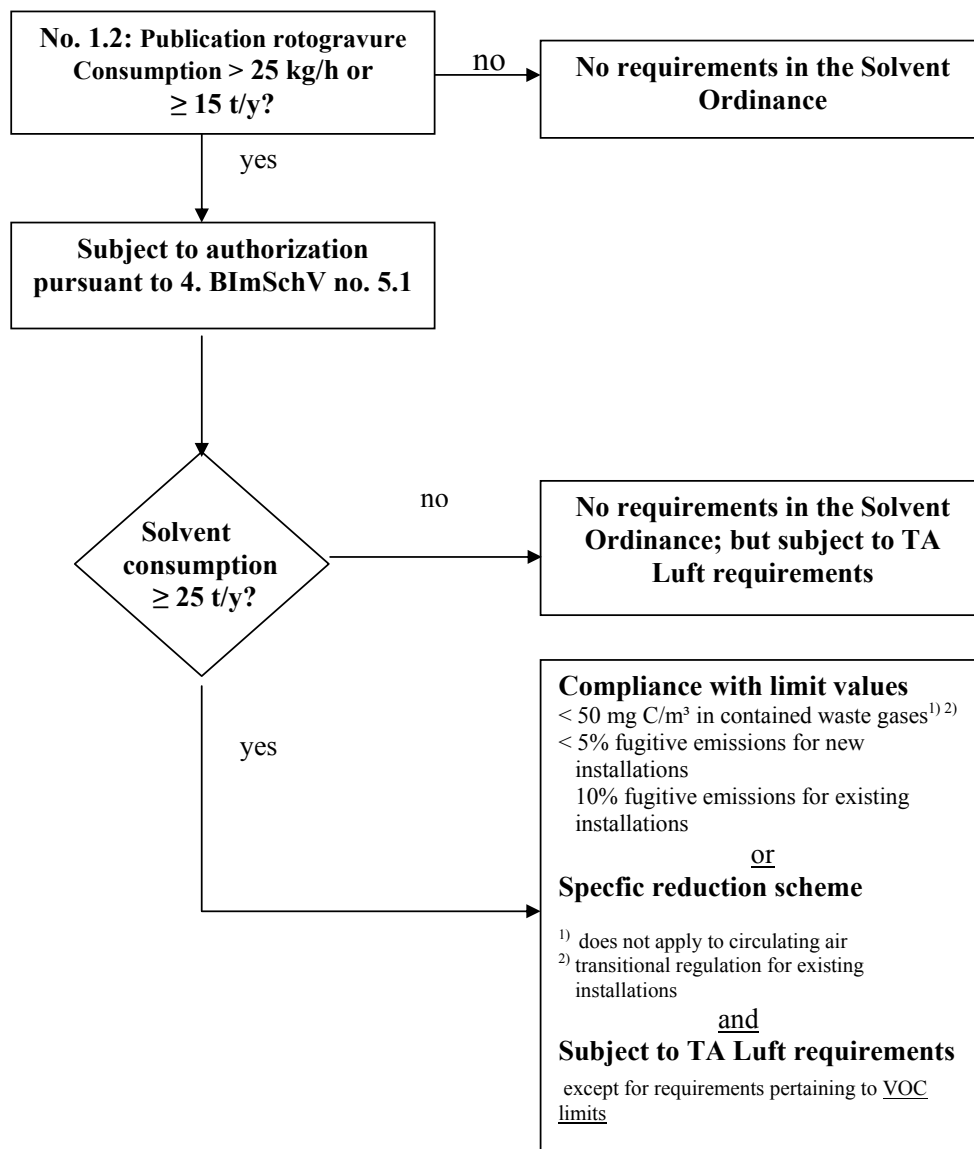 No. 1.2: Publication rotogravure
Consumption > 25 kg/h or
≥ 15 t/y?
no
No requirements in the Solvent
Ordinance
yes
Subject to authorization
pursuant to 4. BImSchV no. 5.1
Solvent
consumption
≥ 25 t/y?
no
No requirements in the Solvent
Ordinance; but subject to TA
Luft requirements
yes
Compliance with limit values
< 50 mg C/m³ in contained waste gases1) 2)
< 5% fugitive emissions for new
installations
10% fugitive emissions for existing
installations
or
Specfic reduction scheme
1) does not apply to circulating air
2) transitional regulation for existing
installations
and
Subject to TA Luft requirements
except for requirements pertaining to VOC
limits